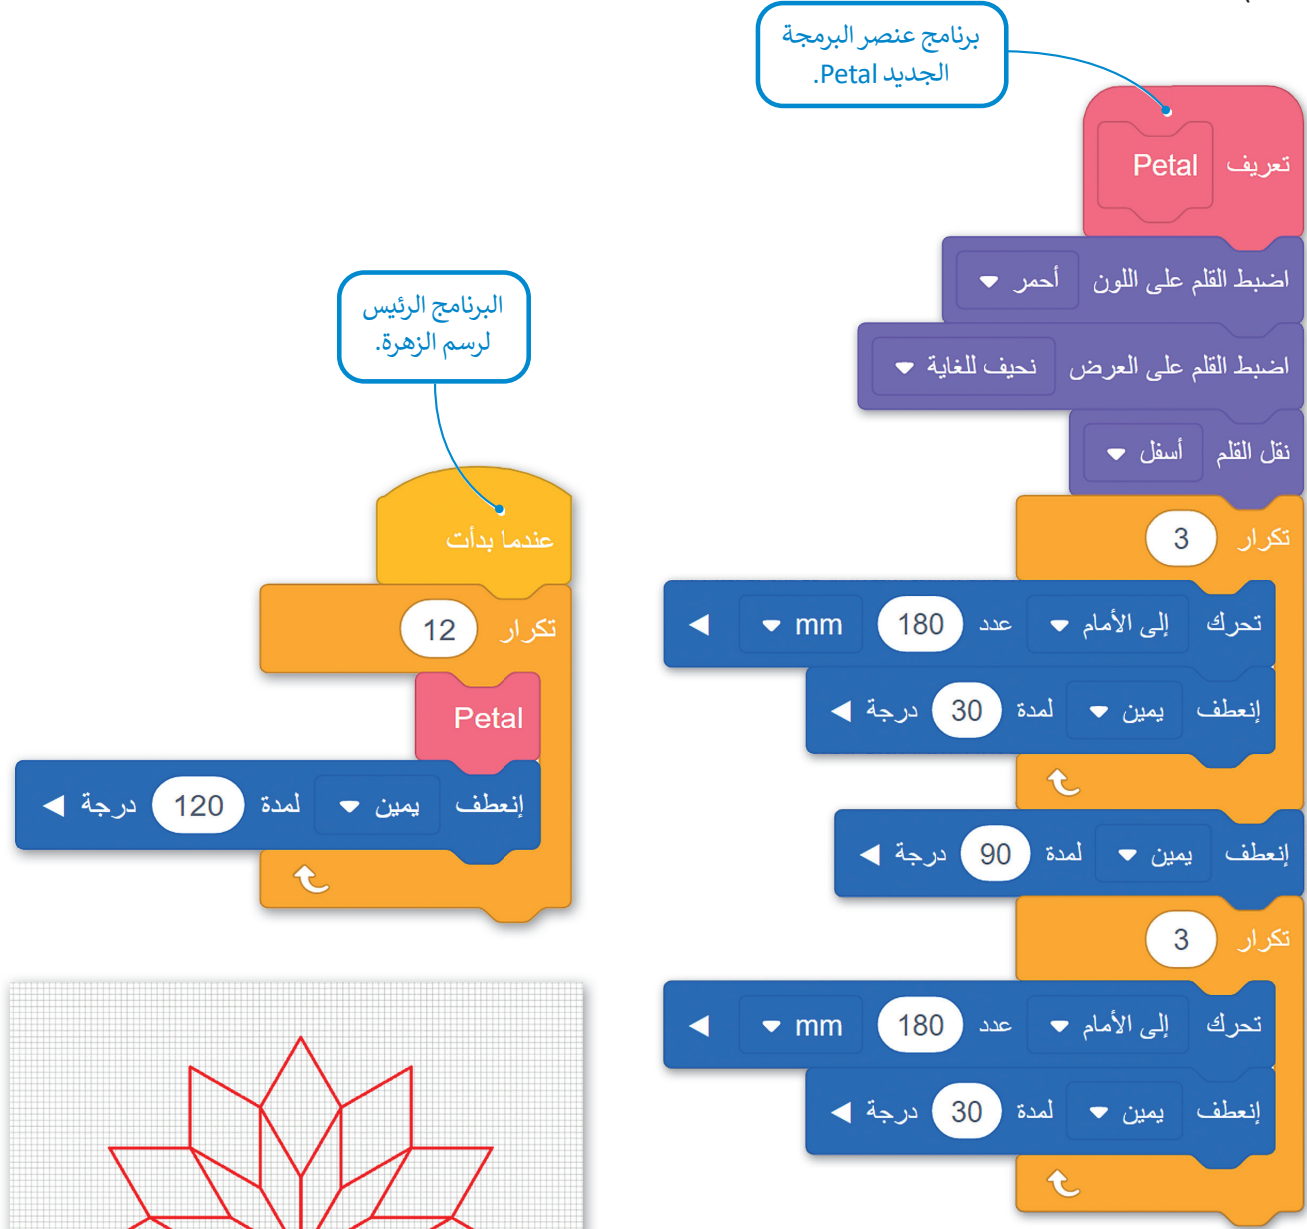 برنامج عنصر البرمجة
الجديد Petal.
تعريف Petal
اضبط القلم على اللون أحمر
اضبط القلم على العرض نحيف للغاية
نقل القلم أسفل
تكرار 3
تحرك إلى الأمام عدد 180 mm
إنعطف يمين لمدة 30 درجة
إنعطف يمين لمدة 90 درجة
تكرار 3
تحرك إلى الأمام عدد 180 mm
إنعطف يمين لمدة 30 درجة
البرنامج الرئيس
لرسم الزهرة.
عندما بدأت
تكرار 12
Petal
إنعطف يمين لمدة 120 درجة